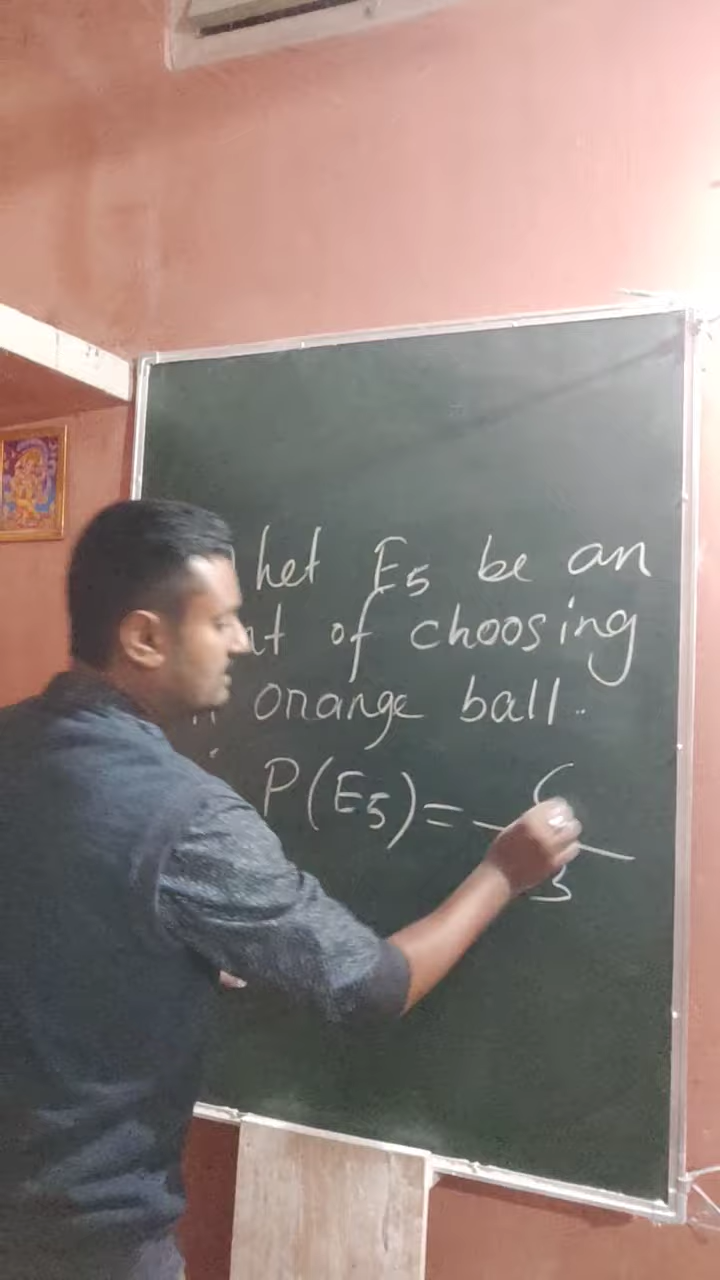 het E5 be an
of choosing
orange ball..
P(E5) =